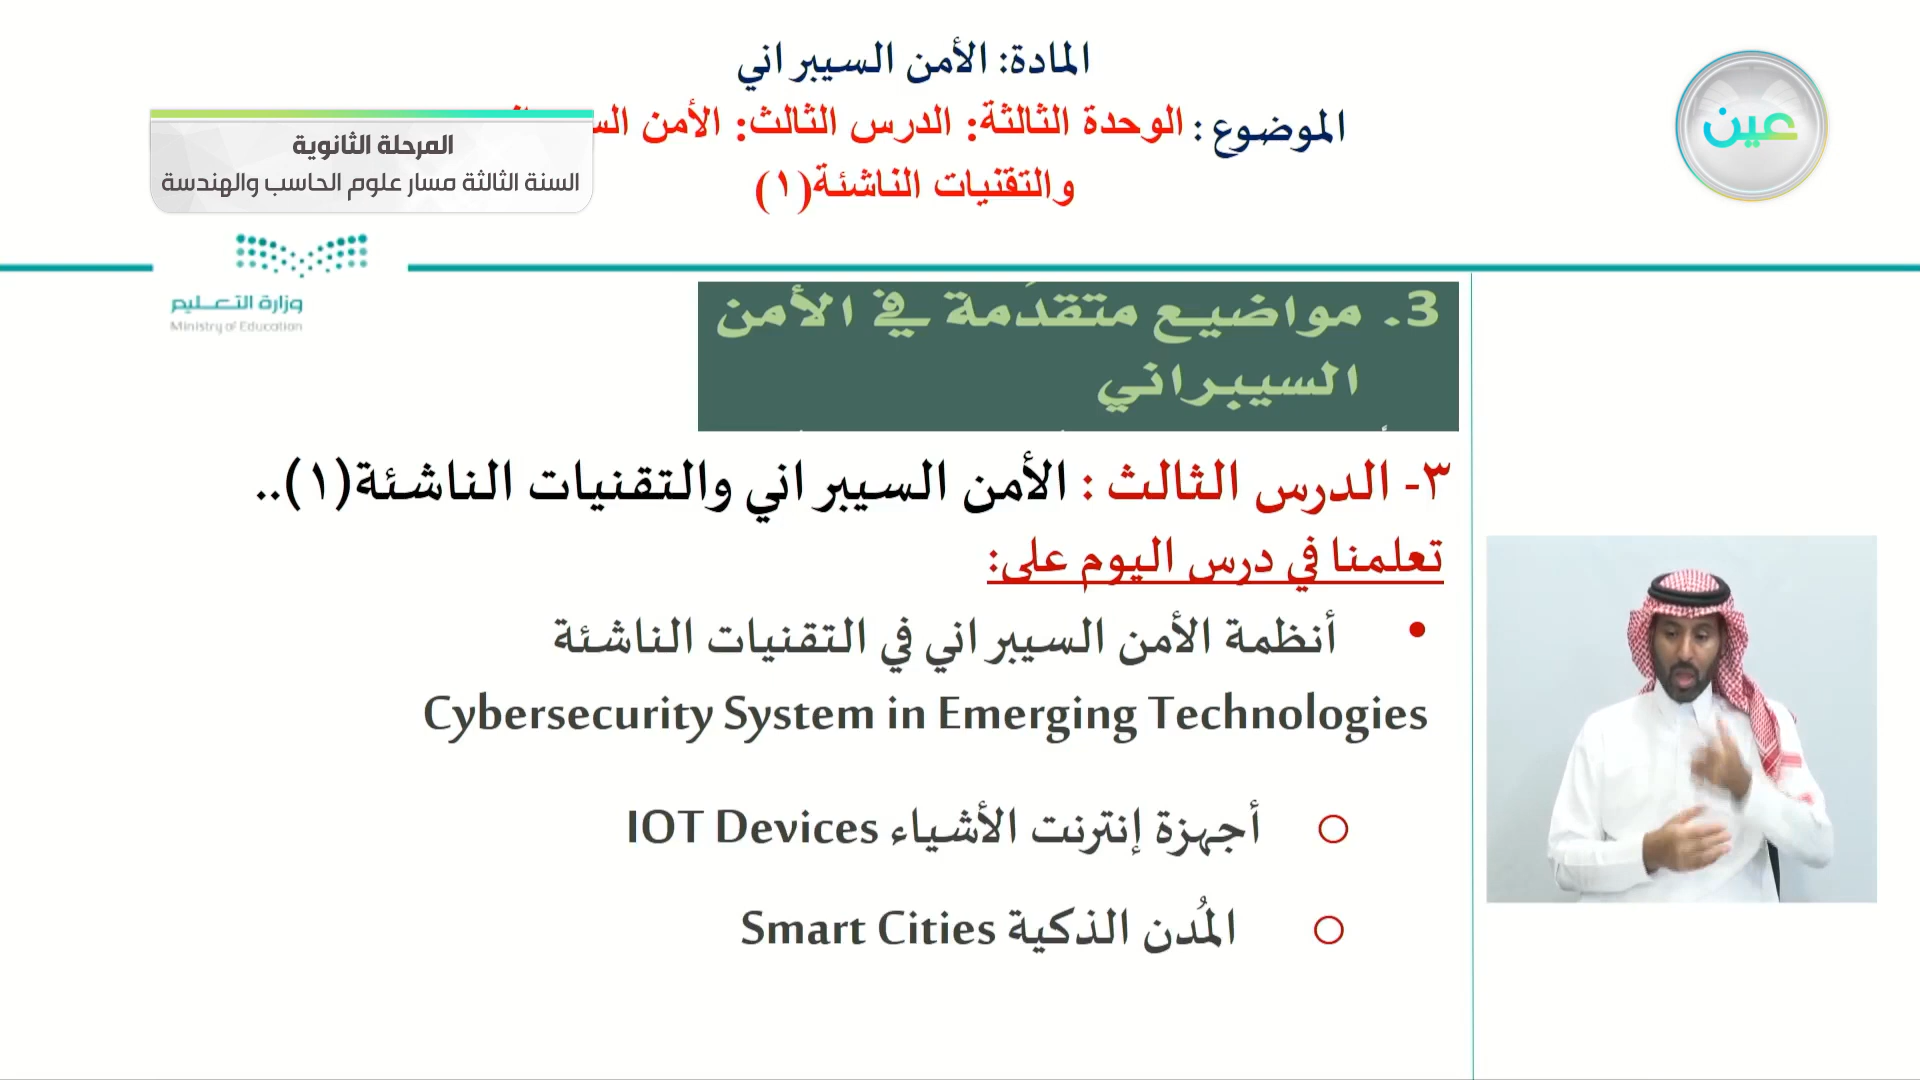 المادة: الأمن السيبراني
الموضوع : الوحدة الثالثة: الدرس الثالث: الأمن
والتقنيات الناشئة(١)
المرحلة الثانوية
السنة الثالثة مسار علوم الحاسب والهندسة
عين
وزارة التعليم
Ministry of Education
3. مواضيع متقدَمة في الأمن
السيبراني
٣- الدرس الثالث : الأمن السيبراني والتقنيات الناشئة(١)..
تعلمنا في درس اليوم على:
• أنظمة الأمن السيبراني في التقنيات الناشئة
Cybersecurity System in Emerging Technologies
○ أجهزة إنترنت الأشياء IOT Devices
○ المُدن الذكية Smart Cities